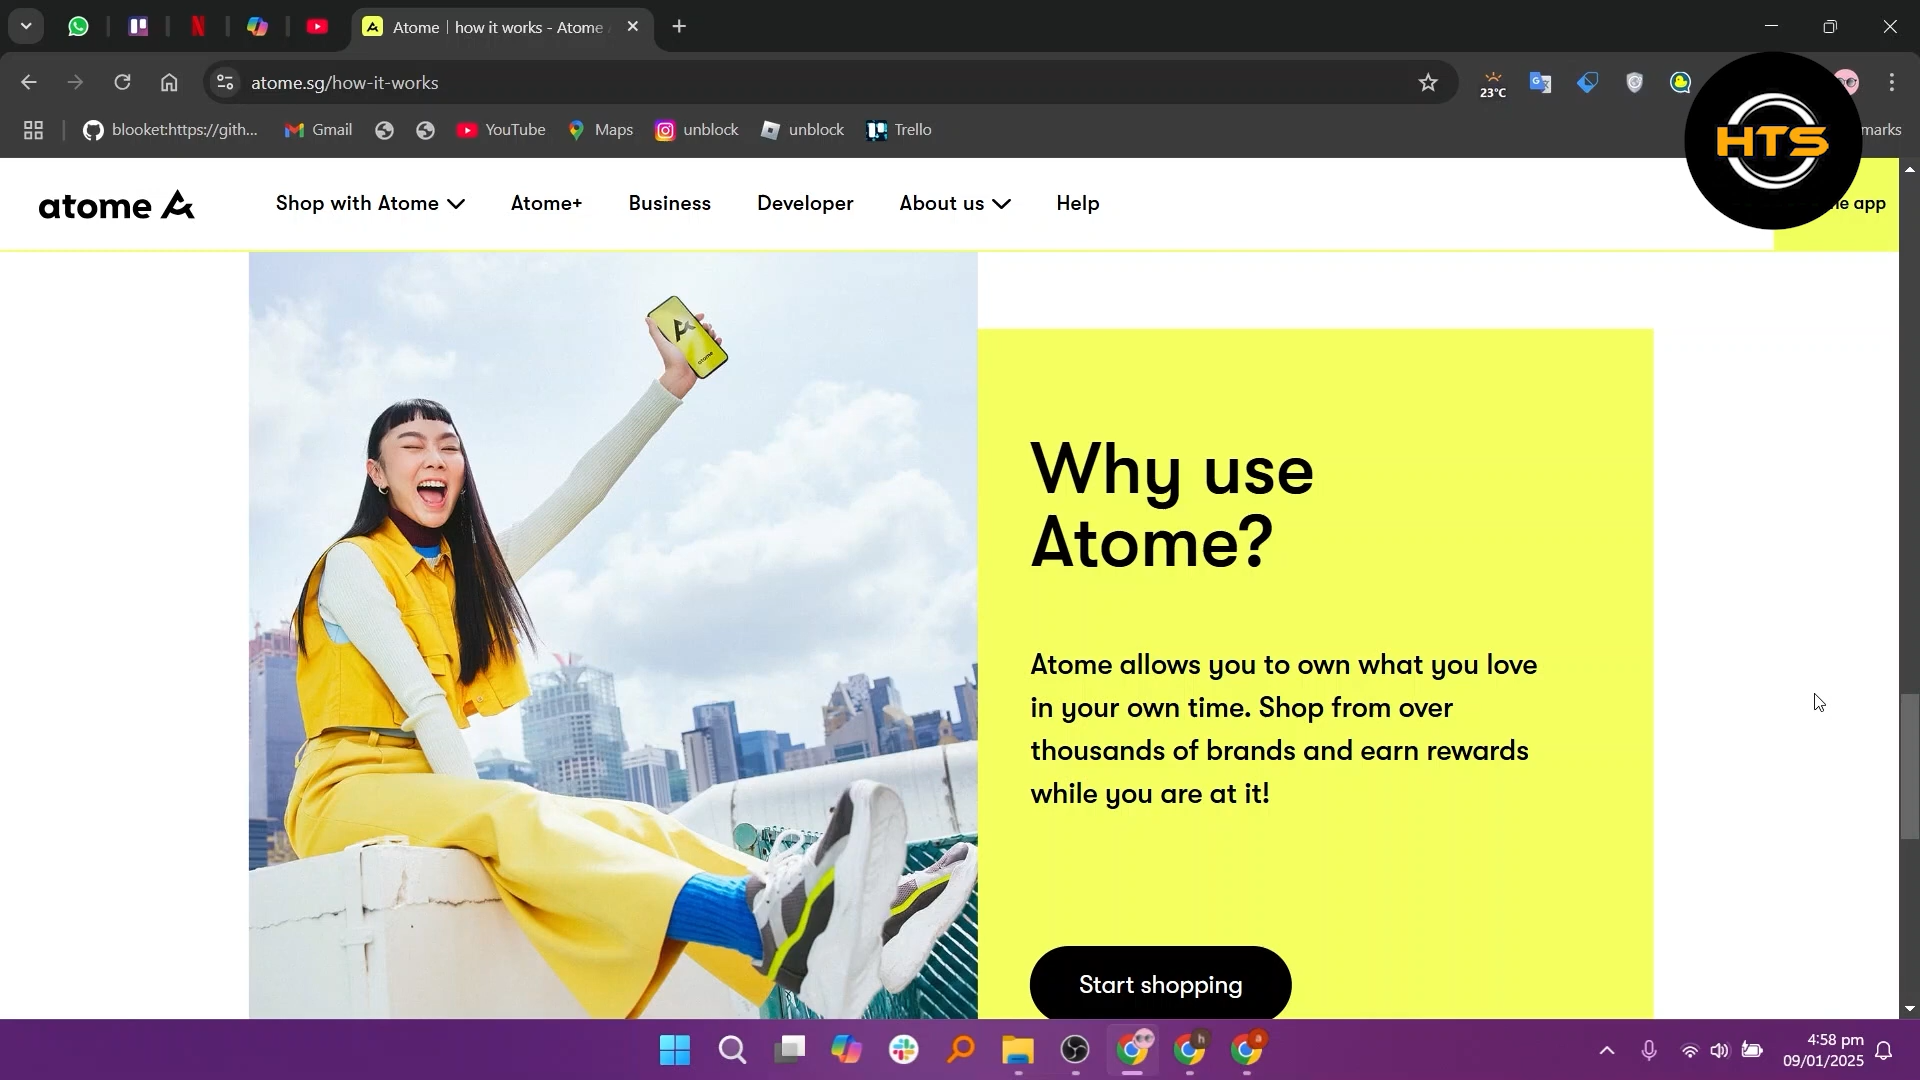 Atome | how it works - Atome
atome.sg/how-it-works
23°C
blooket:https://gith...
Gmail
YouTube
Maps
unblock
unblock
Trello
marks
HTS
atome
Shop with Atome
Atome+
Business
Developer
About us
Help
app
Why use
Atome?
Atome allows you to own what you love
in your own time. Shop from over
thousands of brands and earn rewards
while you are at it!
Start shopping
4:58 pm
09/01/2025